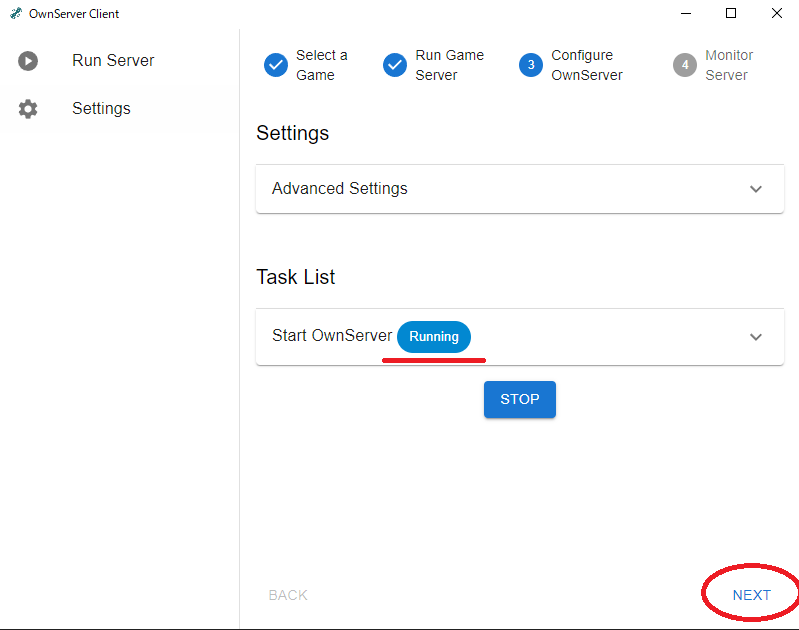 OwnServer Client
Run Server
Settings
Select a
Game
Run Game
Server
3
Configure
OwnServer
4
Monitor
Server
Settings
Advanced Settings
Task List
Start OwnServer Running
STOP
BACK
NEXT